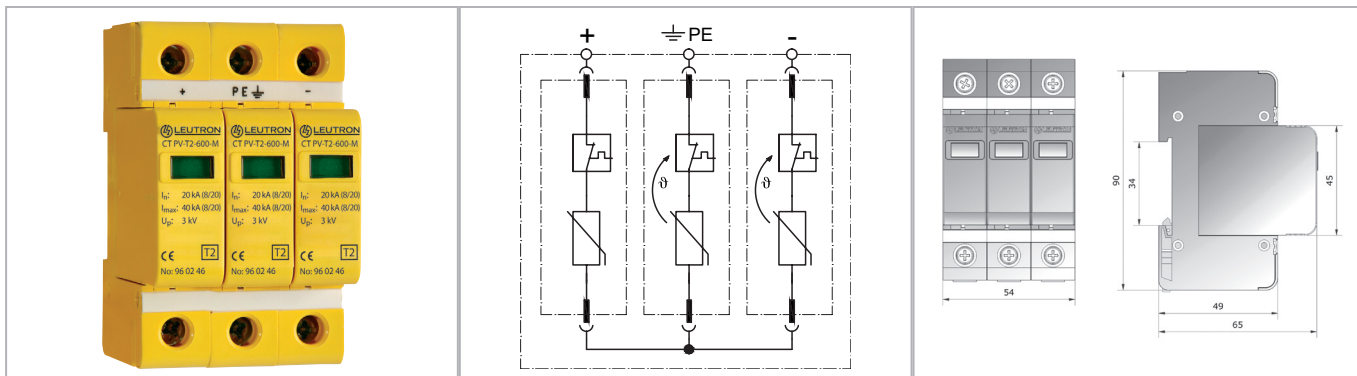 + PE ⏚ -
LEUTRON LEUTRON LEUTRON
CT PV-T2-600-M CT PV-T2-600-M CT PV-T2-600-M
In: 20 kA (8/20) In: 20 kA (8/20) In: 20 kA (8/20)
Imax: 40 kA (8/20) Imax: 40 kA (8/20) Imax: 40 kA (8/20)
Up: 3 kV Up: 3 kV Up: 3 kV
CE T2 CE T2 CE T2
No: 96 02 46 No: 96 02 46 No: 96 02 46
+ ⏚ PE -
ϑ ϑ
LEUTRON LEUTRON LEUTRON
54
90
34
45
49
65